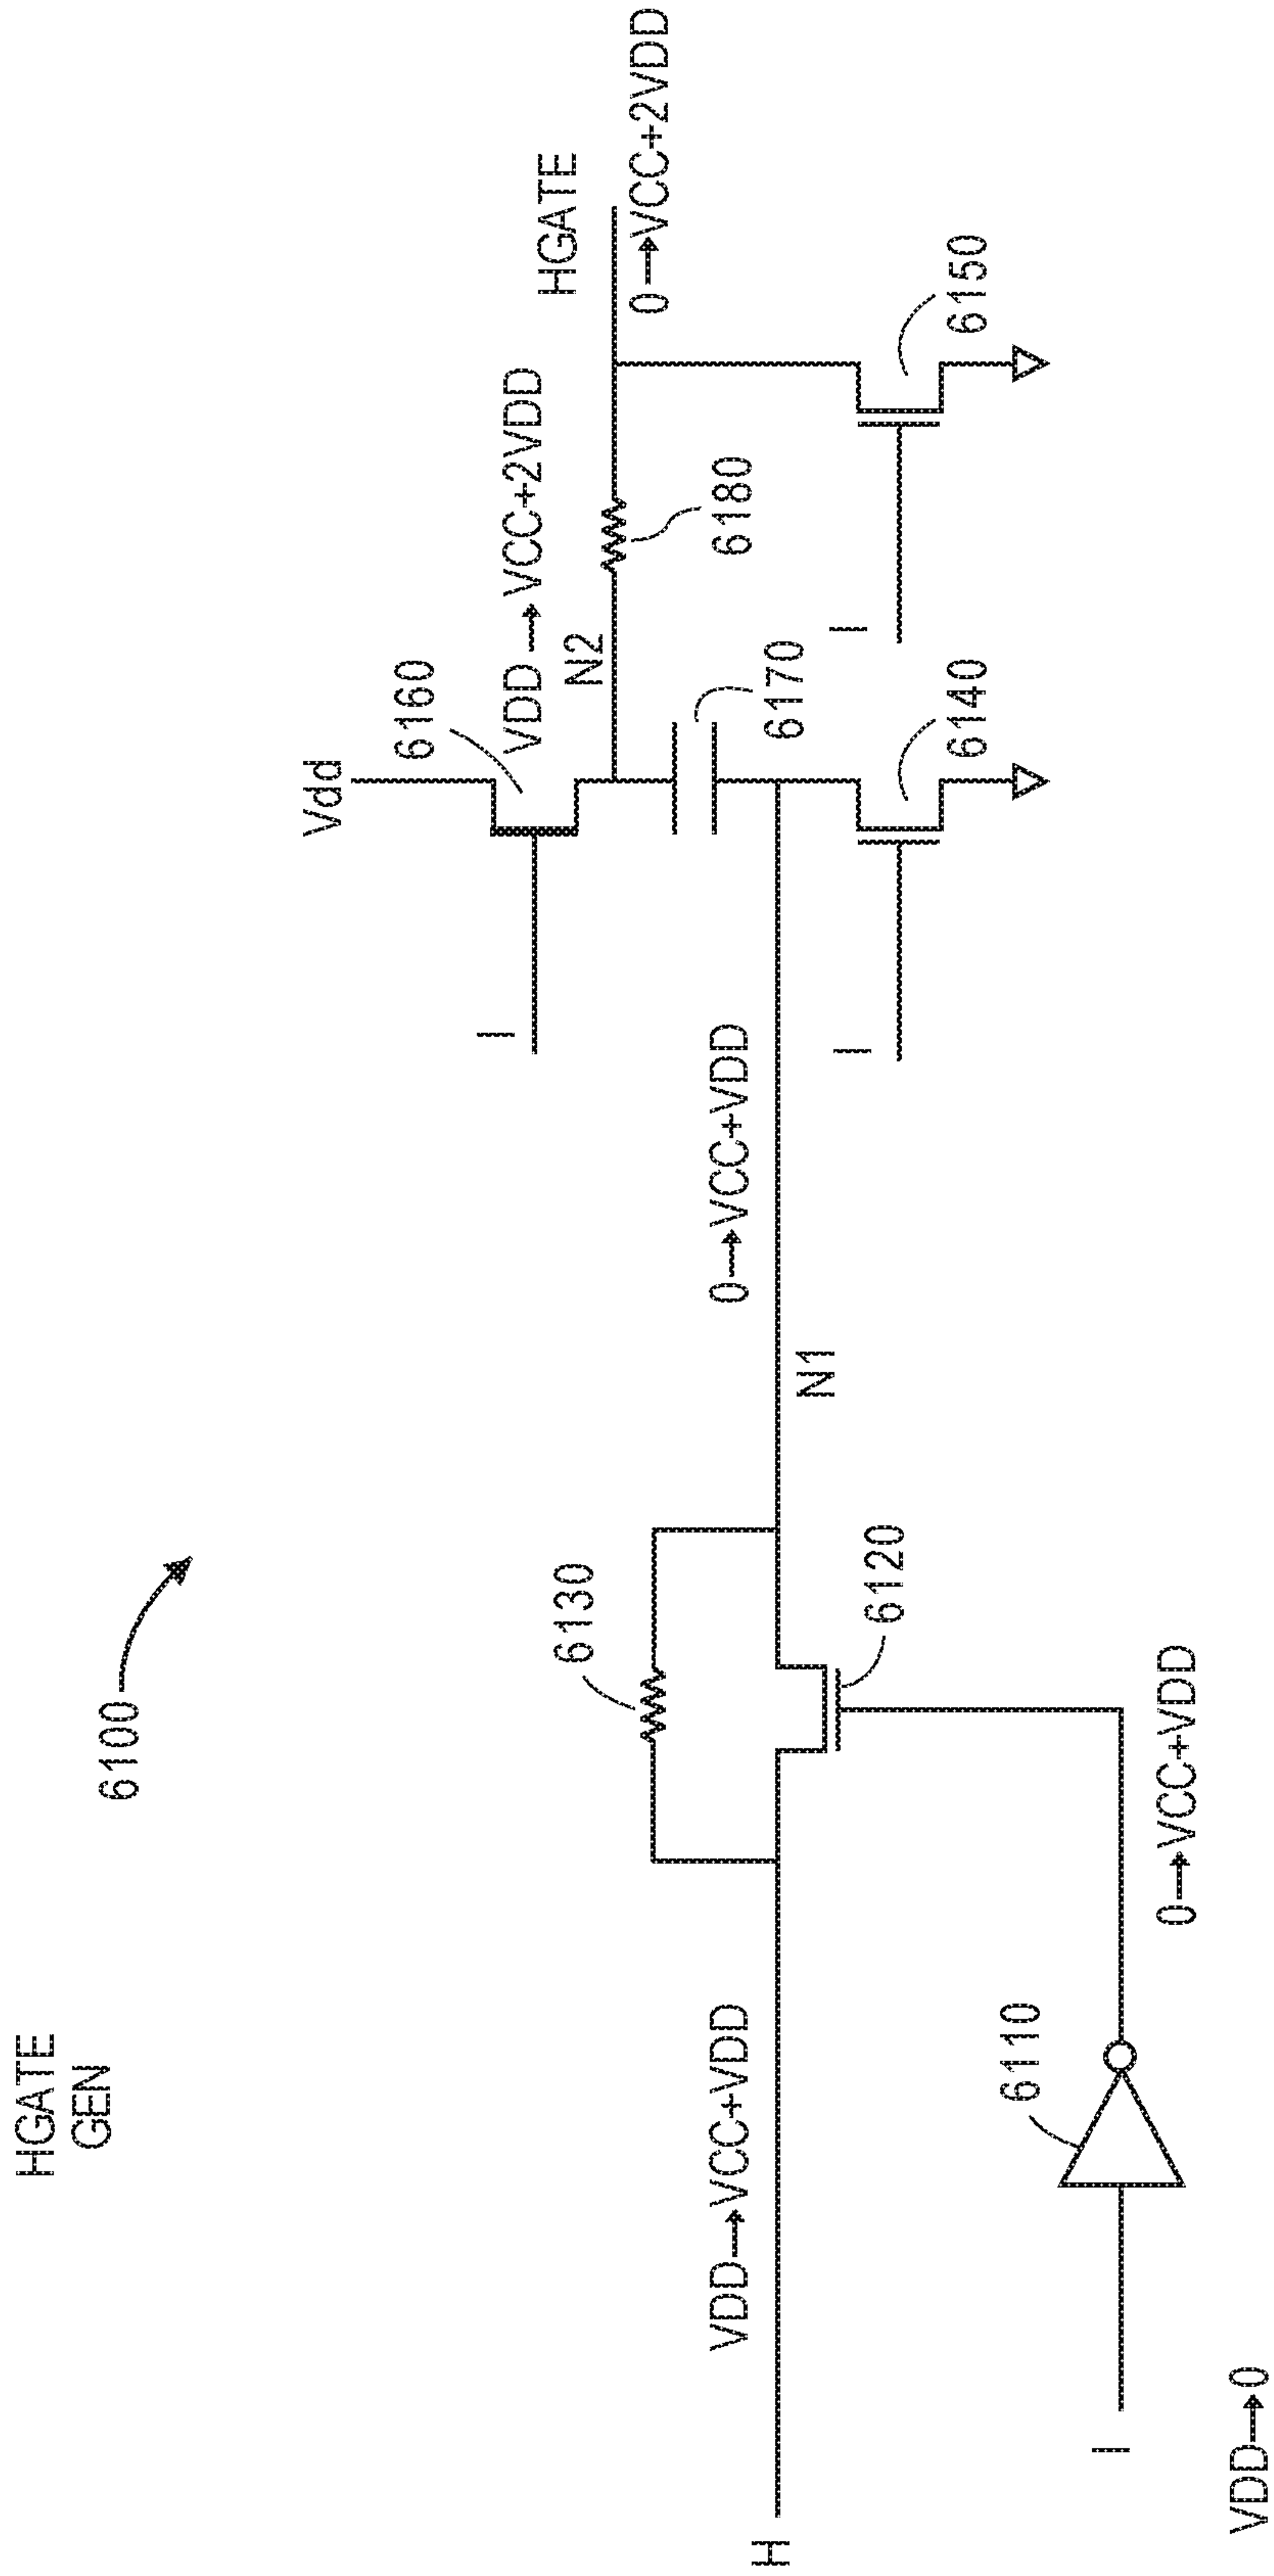 HGATE
GEN
6100
Vdd
6160
I
VDD→VCC+2VDD
N2
HGATE
0→VCC+2VDD
6180
6130
6170
I
H
VDD→VCC+VDD
0→VCC+VDD
N1
6120
I
6140
6150
6110
I
0→VCC+VDD
VDD→0